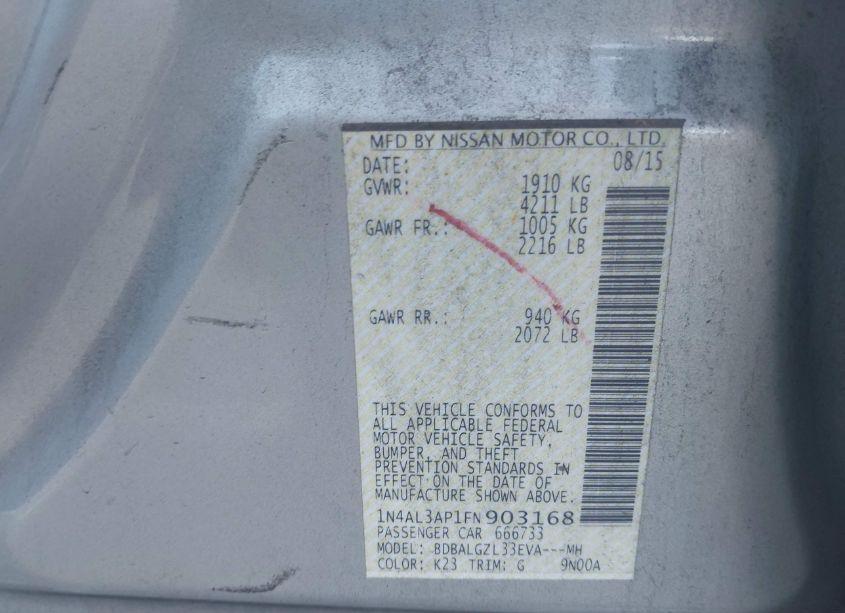 MFD BY NISSAN MOTOR CO., LTD.
DATE: 08/15
GVWR: 1910 KG
4211 LB
GAWR FR.: 1005 KG
2216 LB
GAWR RR.: 940 KG
2072 LB
THIS VEHICLE CONFORMS TO
ALL APPLICABLE FEDERAL
MOTOR VEHICLE SAFETY,
BUMPER, AND THEFT
PREVENTION STANDARDS IN
EFFECT ON THE DATE OF
MANUFACTURE SHOWN ABOVE.
1N4AL3AP1FN903168
PASSENGER CAR 666733
MODEL: BDBALGZL33EVA---MH
COLOR: K23 TRIM: G 9N00A